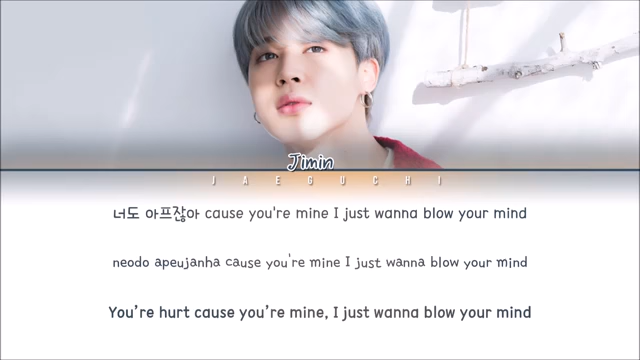 Jimin
JAEGUCHI
너도 아프잖아 cause you're mine I just wanna blow your mind
neodo apeujanha cause you're mine I just wanna blow your mind
You’re hurt cause you’re mine, I just wanna blow your mind